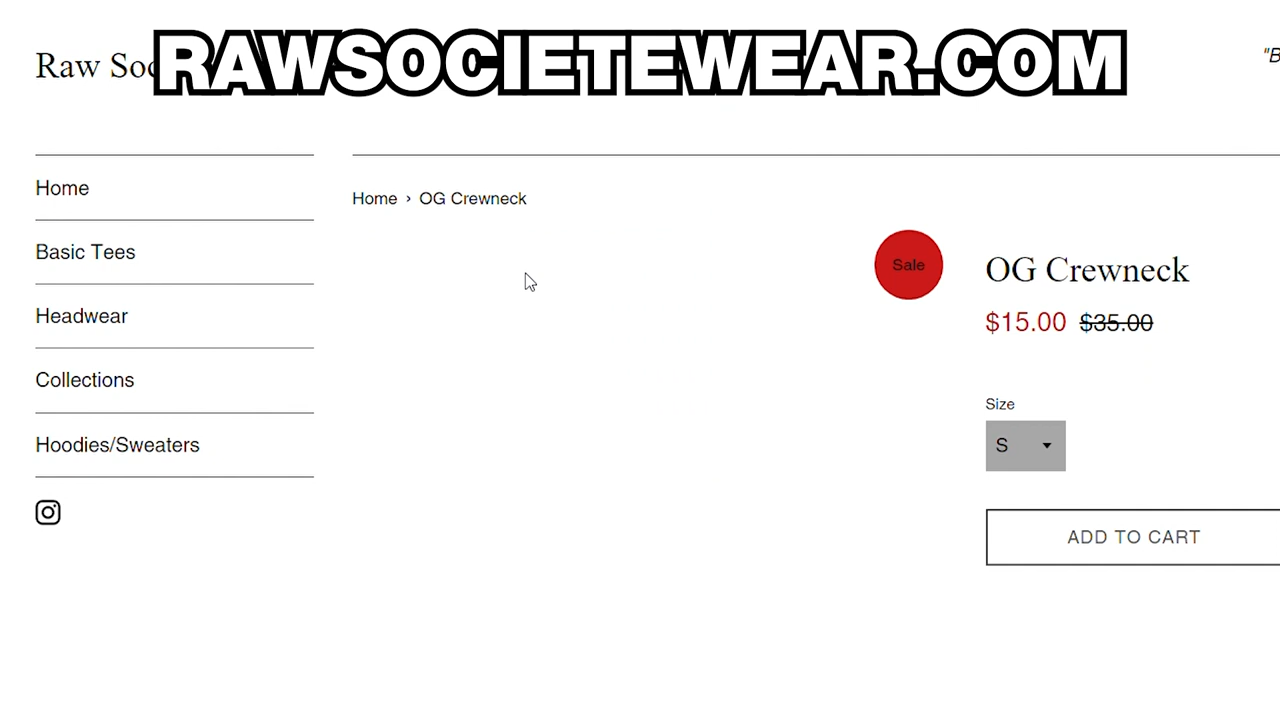 RAWSOCIETEWEAR.COM
Raw Soc
"B
Home
Basic Tees
Headwear
Collections
Hoodies/Sweaters
Home › OG Crewneck
Sale
OG Crewneck
$15.00 $35.00
Size
S
ADD TO CART